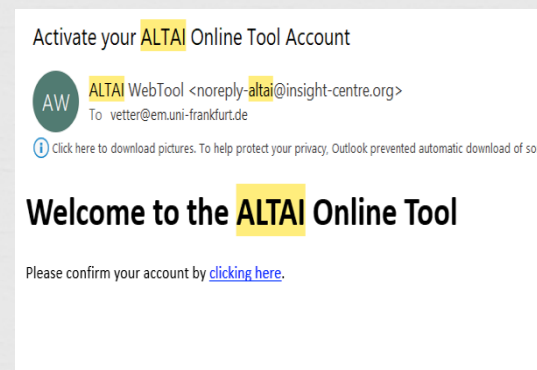 Activate your ALTAI Online Tool Account
AW
ALTAI WebTool <noreply-altai@insight-centre.org>
To vetter@em.uni-frankfurt.de
Click here to download pictures. To help protect your privacy, Outlook prevented automatic download of so
Welcome to the ALTAI Online Tool
Please confirm your account by clicking here.